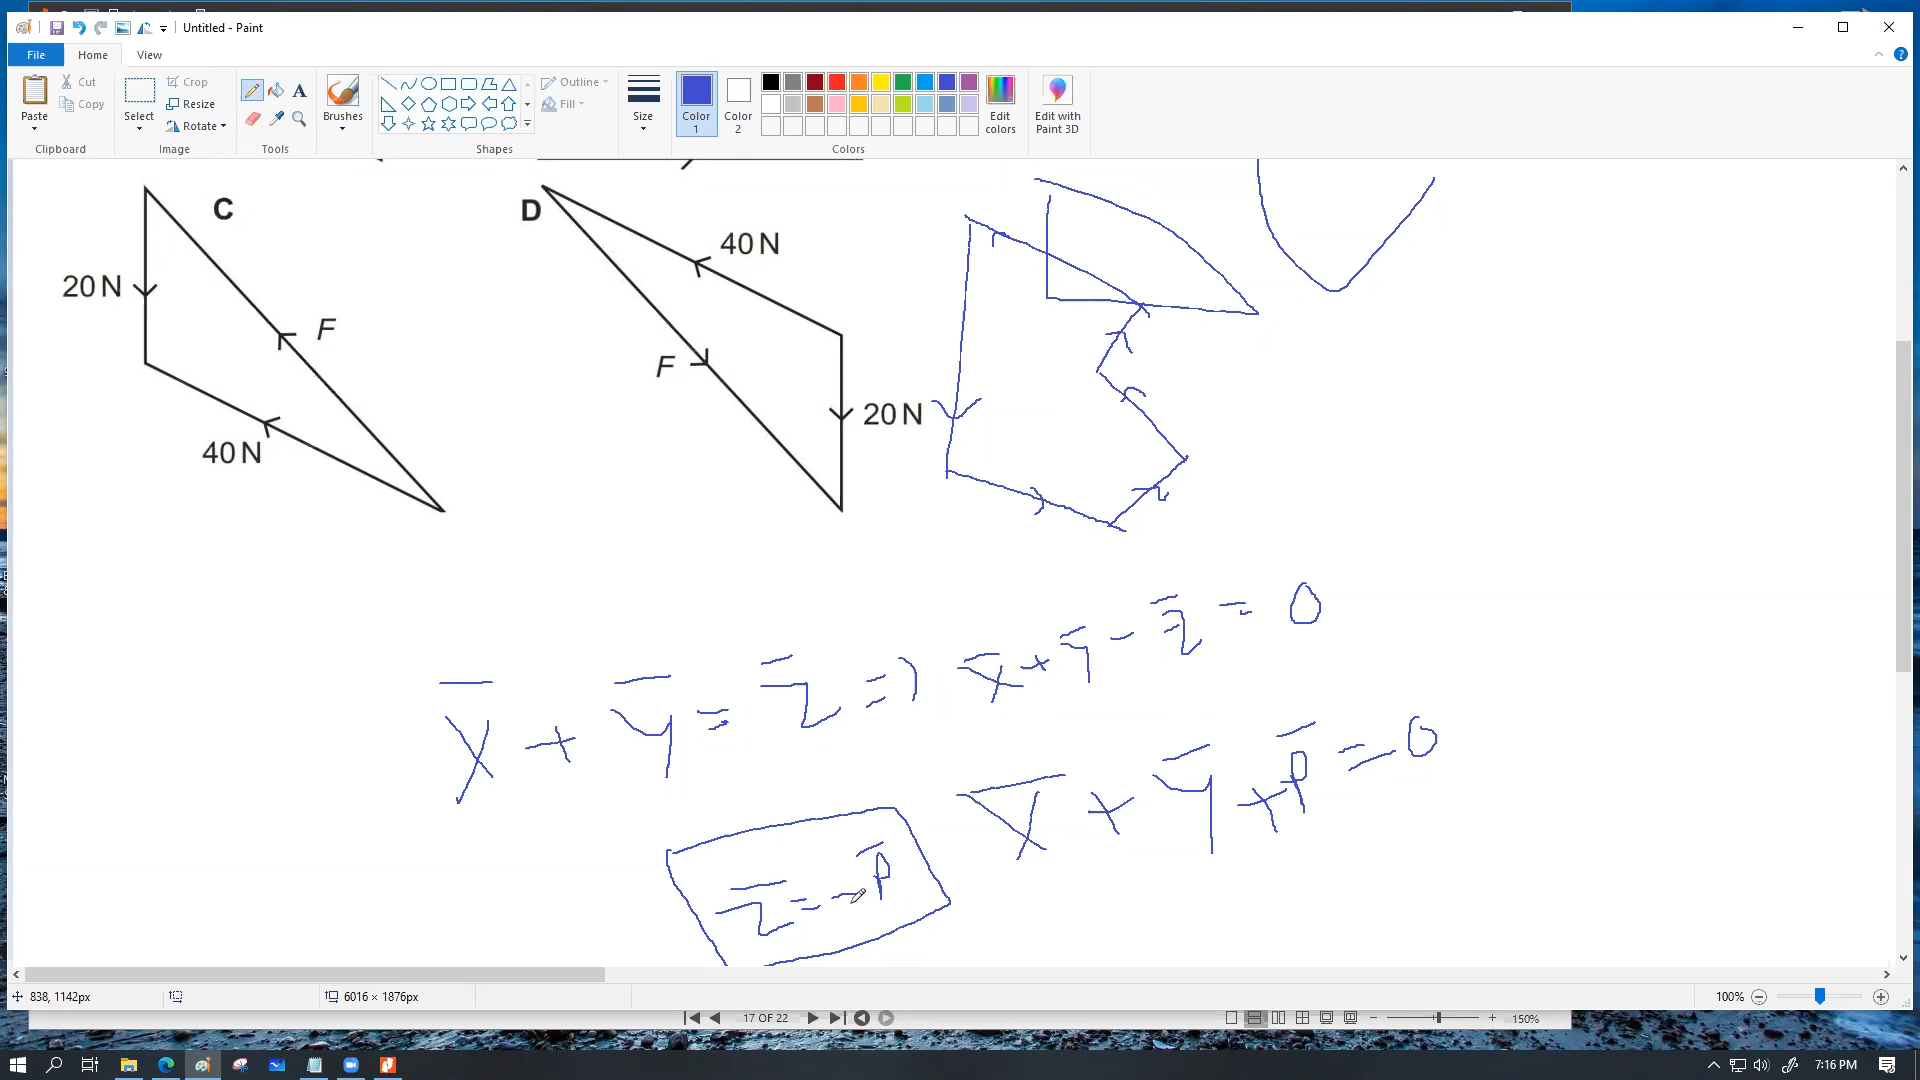 Untitled - Paint
File Home View
Paste
Cut
Copy
Clipboard
Select
Crop
Resize
Rotate
Image
Tools
Brushes
Shapes
Outline
Fill
Size
Color 1
Color 2
Colors
Edit colors
Edit with Paint 3D
C
20 N
F
40 N
D
40 N
F
20 N
X + Y = Z => X + Y - Z = 0
X + Y + P = 0
Z = - P
838, 1142px
6016 × 1876px
100%
17 OF 22
150%
7:16 PM